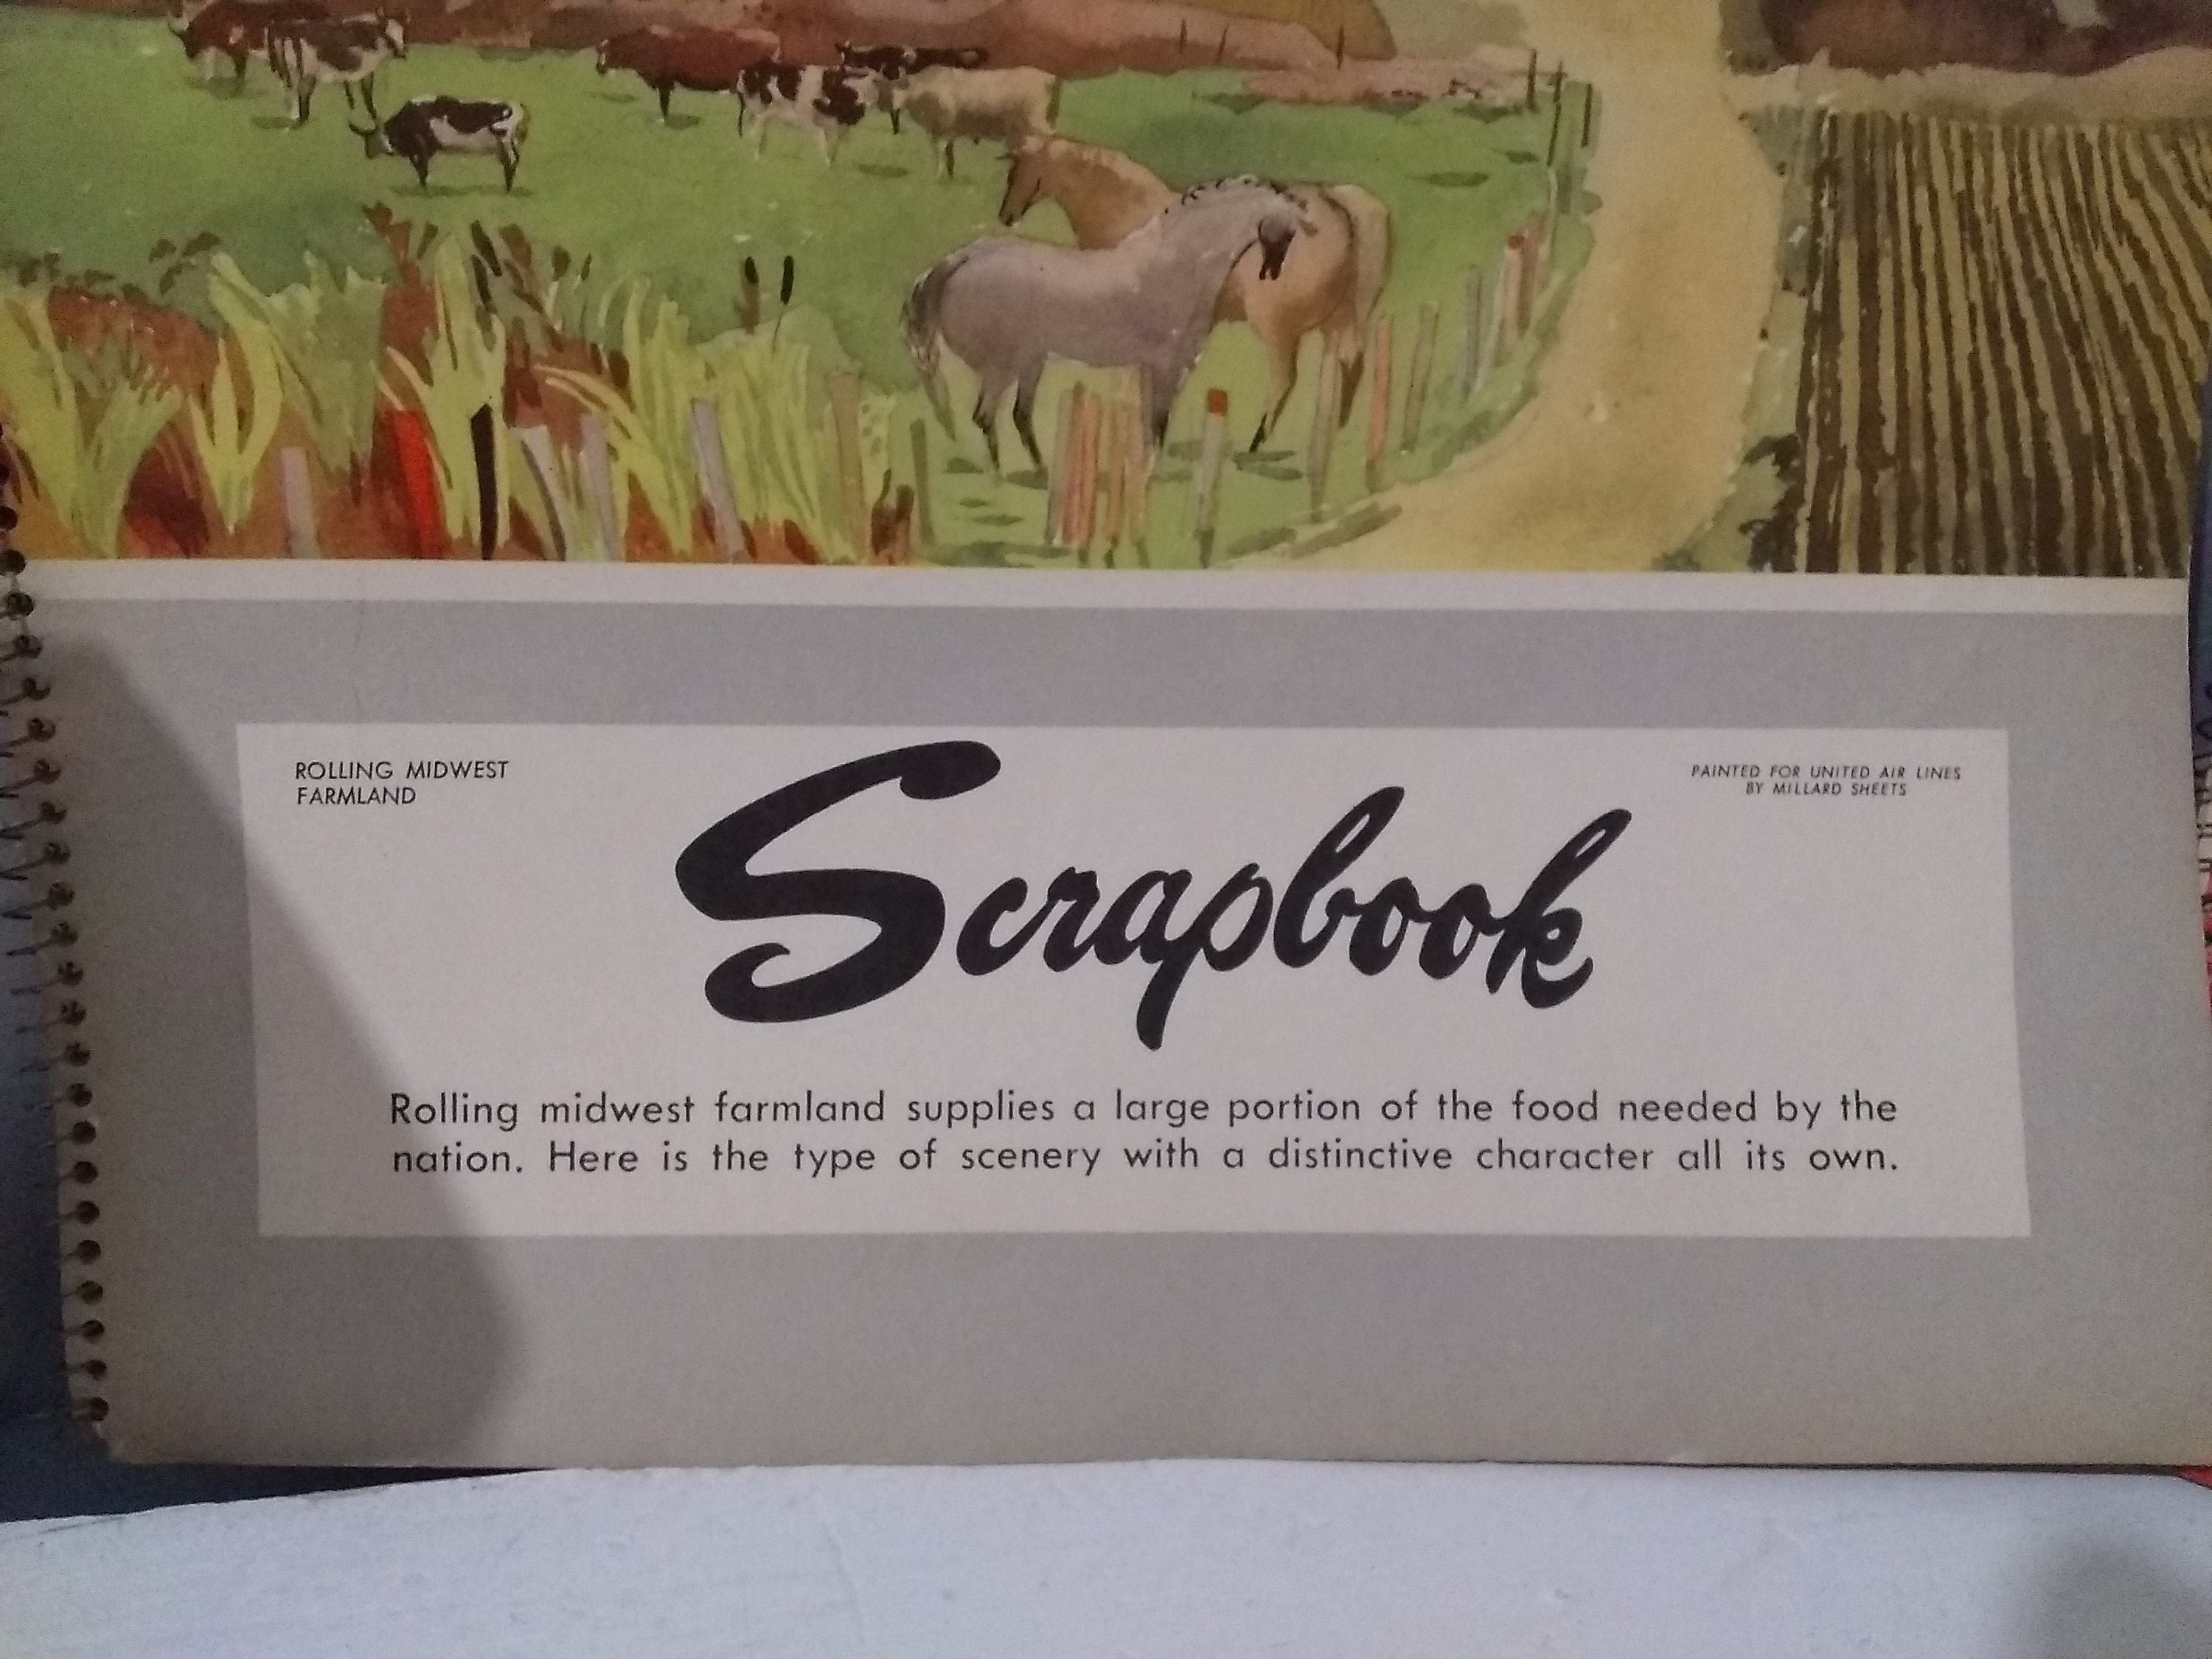 ROLLING MIDWEST
FARMLAND
PAINTED FOR UNITED AIR LINES
BY MILLARD SHEETS
Scrapbook
Rolling midwest farmland supplies a large portion of the food needed by the
nation. Here is the type of scenery with a distinctive character all its own.